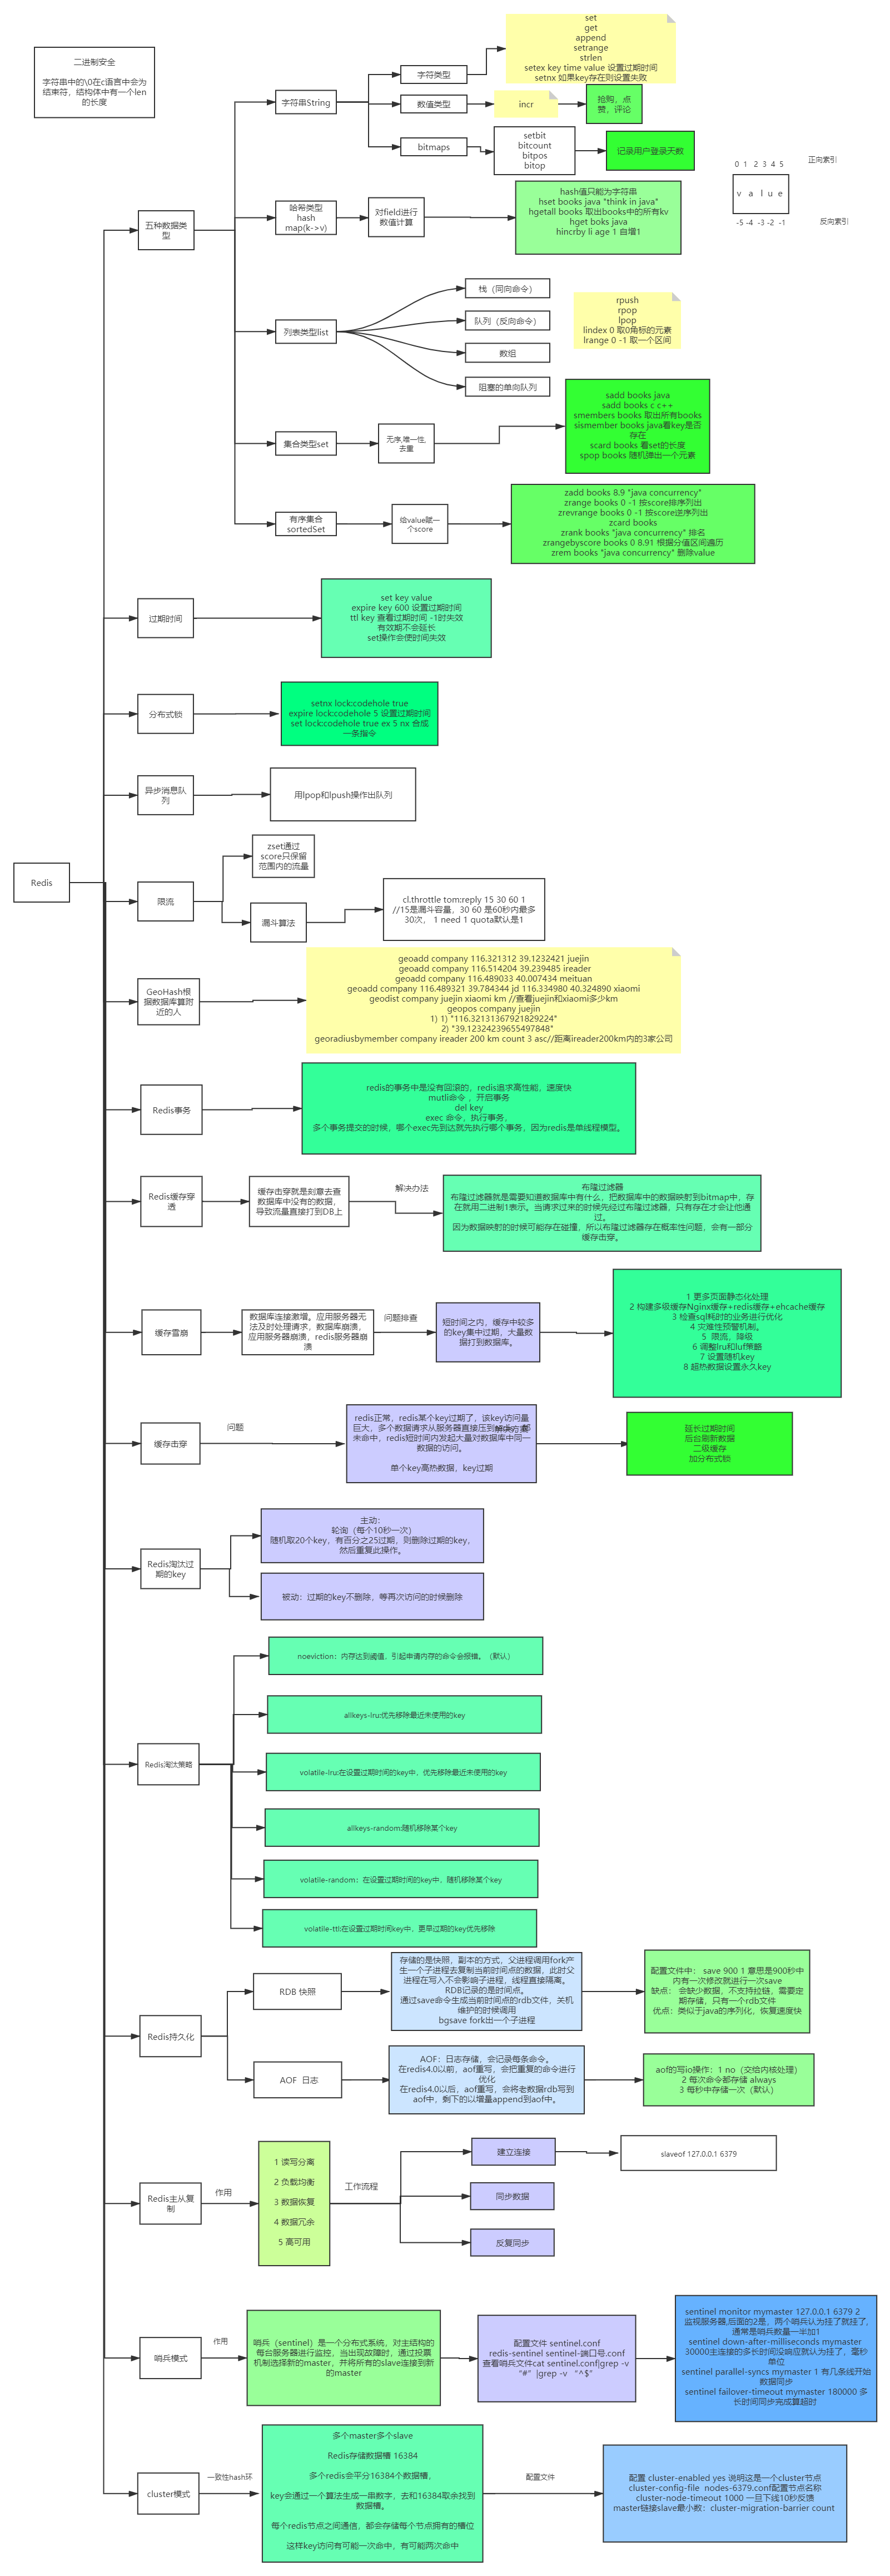 二进制安全
字符串中的\0在c语言中会为
结束符，结构体中有一个len
的长度
Redis
五种数据类
型
字符串String
字符类型
set
get
append
setrange
strlen
setex key time value 设置过期时间
setnx 如果key存在则设置失败
数值类型
incr
抢购，点
赞，评论
bitmaps
setbit
bitcount
bitpos
bitop
记录用户登录天数
0 1 2 3 4 5
正向索引
v a l u e
-5 -4 -3 -2 -1
反向索引
哈希类型
hash
map(k->v)
对field进行
数值计算
hash值只能为字符串
hset books java "think in java"
hgetall books 取出books中的所有kv
hget boks java
hincrby li age 1 自增1
列表类型list
栈（同向命令）
队列（反向命令）
数组
阻塞的单向队列
rpush
rpop
lpop
lindex 0 取0角标的元素
lrange 0 -1 取一个区间
集合类型set
无序,唯一性,
去重
sadd books java
sadd books c c++
smembers books 取出所有books
sismember books java看key是否
存在
scard books 看set的长度
spop books 随机弹出一个元素
有序集合
sortedSet
给value赋一
个score
zadd books 8.9 "java concurrency"
zrange books 0 -1 按score排序列出
zrevrange books 0 -1 按score逆序列出
zcard books
zrank books "java concurrency" 排名
zrangebyscore books 0 8.91 根据分值区间遍历
zrem books "java concurrency" 删除value
过期时间
set key value
expire key 600 设置过期时间
ttl key 查看过期时间 -1时失效
有效期不会延长
set操作会使时间失效
分布式锁
setnx lock:codehole true
expire lock:codehole 5 设置过期时间
set lock:codehole true ex 5 nx 合成
一条指令
异步消息队
列
用lpop和lpush操作出队列
限流
zset通过
score只保留
范围内的流量
漏斗算法
cl.throttle tom:reply 15 30 60 1
//15是漏斗容量，30 60 是60秒内最多
30次， 1 need 1 quota默认是1
GeoHash根
据数据库算附
近的人
geoadd company 116.321312 39.1232421 juejin
geoadd company 116.514204 39.239485 ireader
geoadd company 116.489033 40.007434 meituan
geoadd company 116.489321 39.784344 jd 116.334980 40.324890 xiaomi
geodist company juejin xiaomi km //查看juejin和xiaomi多少km
geopos company juejin
1) 1) "116.32131367921829224"
2) "39.12324239655497848"
georadiusbymember company ireader 200 km count 3 asc//距离ireader200km内的3家公司
Redis事务
redis的事务中是没有回滚的，redis追求高性能，速度快
mutli命令 ，开启事务
del key
exec 命令，执行事务，
多个事务提交的时候，哪个exec先到达就先执行哪个事务，因为redis是单线程模型。
Redis缓存穿
透
缓存击穿就是刻意去查
数据库中没有的数据，
导致流量直接打到DB上
解决办法
布隆过滤器
布隆过滤器就是需要知道数据库中有什么，把数据库中的数据映射到bitmap中，存
在就用二进制1表示。当请求过来的时候先经过布隆过滤器，只有存在才会让他通
过。
因为数据映射的时候可能存在碰撞，所以布隆过滤器存在概率性问题，会有一部分
缓存击穿。
缓存雪崩
数据库连接激增。应用服务器无
法及时处理请求，数据库崩溃，
应用服务器崩溃，redis服务器崩
溃
问题排查
短时间之内，缓存中较多
的key集中过期，大量数
据打到数据库。
1 更多页面静态化处理
2 构建多级缓存Nginx缓存+redis缓存+ehcache缓存
3 检查sql耗时的业务进行优化
4 灾难性预警机制。
5 限流，降级
6 调整lru和luf策略
7 设置随机key
8 超热数据设置永久key
缓存击穿
问题
redis正常，redis某个key过期了，该key访问量
巨大，多个数据请求从服务器直接压到
未命中，redis短时间内发起大量对数据库中同一
数据的访问。
单个key高热数据，key过期
解决方案
延长过期时间
后台刷新数据
二级缓存
加分布式锁
Redis淘汰过
期的key
主动：
轮询（每个10秒一次）
随机取20个key，有百分之25过期，则删除过期的key，
然后重复此操作。
被动：过期的key不删除，等再次访问的时候删除
Redis淘汰策略
noeviction：内存达到阈值，引起申请内存的命令会报错。（默认）
allkeys-lru:优先移除最近未使用的key
volatile-lru:在设置过期时间的key中，优先移除最近未使用的key
allkeys-random:随机移除某个key
volatile-random：在设置过期时间的key中，随机移除某个key
volatile-ttl:在设置过期时间key中，更早过期的key优先移除
Redis持久化
RDB 快照
存储的是快照，副本的方式，父进程调用fork产
生一个子进程去复制当前时间点的数据，此时父
进程在写入不会影响子进程，线程直接隔离。
RDB记录的是时间点。
通过save命令生成当前时间点的rdb文件，关机
维护的时候调用
bgsave fork出一个子进程
配置文件中： save 900 1 意思是900秒中
内有一次修改就进行一次save
缺点： 会缺少数据，不支持拉链，需要定
期存储，只有一个rdb文件
优点：类似于java的序列化，恢复速度快
AOF 日志
AOF：日志存储，会记录每条命令。
在redis4.0以前，aof重写，会把重复的命令进行
优化
在redis4.0以后，aof重写，会将老数据rdb写到
aof中，剩下的以增量append到aof中。
aof的写io操作：1 no（交给内核处理）
2 每次命令都存储 always
3 每秒中存储一次（默认）
Redis主从复
制
作用
1 读写分离
2 负载均衡
3 数据恢复
4 数据冗余
5 高可用
工作流程
建立连接
slaveof 127.0.0.1 6379
同步数据
反复同步
哨兵模式
作用
哨兵（sentinel）是一个分布式系统，对主结构的
每台服务器进行监控，当出现故障时，通过投票
机制选择新的master，并将所有的slave连接到新
的master
配置文件 sentinel.conf
redis-sentinel sentinel-端口号.conf
查看哨兵文件cat sentinel.conf|grep -v
“#” |grep -v “^$”
sentinel monitor mymaster 127.0.0.1 6379 2
监视服务器,后面的2是，两个哨兵认为挂了就挂了,
通常是哨兵数量一半加1
sentinel down-after-milliseconds mymaster
30000主连接的多长时间没响应就认为挂了，毫秒
单位
sentinel parallel-syncs mymaster 1 有几条线开始
数据同步
sentinel failover-timeout mymaster 180000 多
长时间同步完成算超时
cluster模式
一致性hash环
多个master多个slave
Redis存储数据槽 16384
多个redis会平分16384个数据槽，
key会通过一个算法生成一串数字，去和16384取余找到
数据槽。
每个redis节点之间通信，都会存储每个节点拥有的槽位
这样key访问有可能一次命中，有可能两次命中
配置文件
配置 cluster-enabled yes 说明这是一个cluster节点
cluster-config-file nodes-6379.conf配置节点名称
cluster-node-timeout 1000 一旦下线10秒反馈
master链接slave最小数：cluster-migration-barrier count